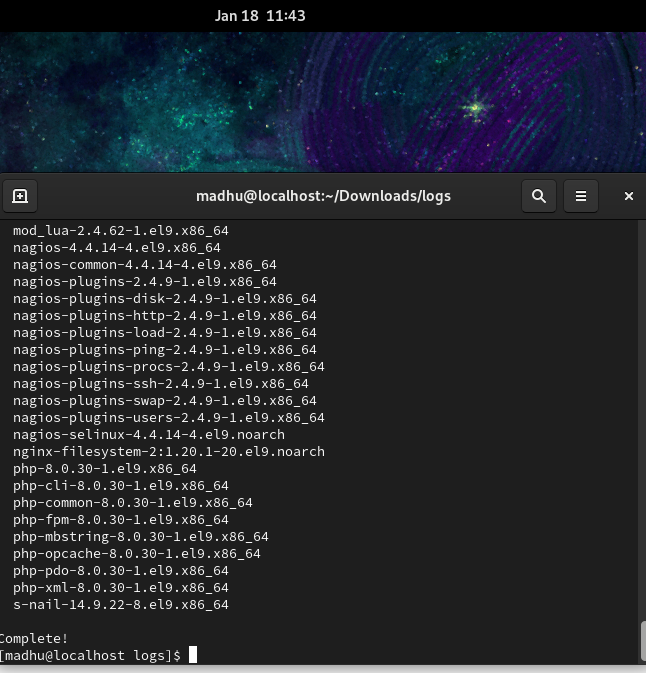 Jan 18 11:43
madhu@localhost:~/Downloads/logs
mod_lua-2.4.62-1.el9.x86_64
nagios-4.4.14-4.el9.x86_64
nagios-common-4.4.14-4.el9.x86_64
nagios-plugins-2.4.9-1.el9.x86_64
nagios-plugins-disk-2.4.9-1.el9.x86_64
nagios-plugins-http-2.4.9-1.el9.x86_64
nagios-plugins-load-2.4.9-1.el9.x86_64
nagios-plugins-ping-2.4.9-1.el9.x86_64
nagios-plugins-procs-2.4.9-1.el9.x86_64
nagios-plugins-ssh-2.4.9-1.el9.x86_64
nagios-plugins-swap-2.4.9-1.el9.x86_64
nagios-plugins-users-2.4.9-1.el9.x86_64
nagios-selinux-4.4.14-4.el9.noarch
nginx-filesystem-2:1.20.1-20.el9.noarch
php-8.0.30-1.el9.x86_64
php-cli-8.0.30-1.el9.x86_64
php-common-8.0.30-1.el9.x86_64
php-fpm-8.0.30-1.el9.x86_64
php-mbstring-8.0.30-1.el9.x86_64
php-opcache-8.0.30-1.el9.x86_64
php-pdo-8.0.30-1.el9.x86_64
php-xml-8.0.30-1.el9.x86_64
s-nail-14.9.22-8.el9.x86_64
Complete!
[madhu@localhost logs]$